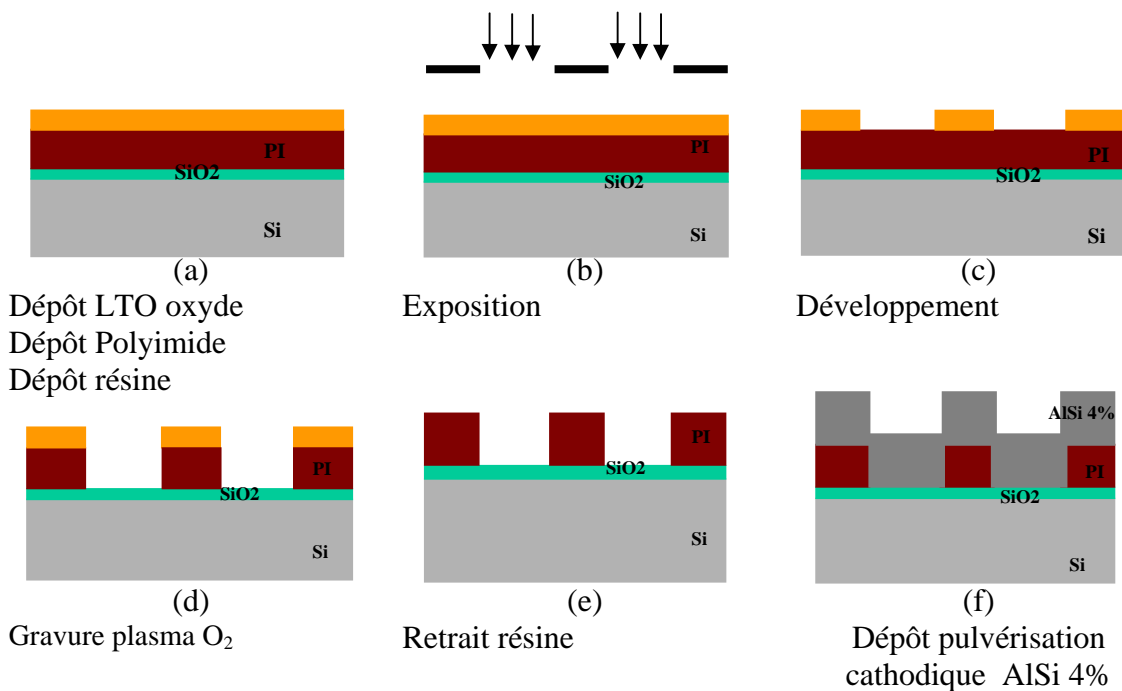 PI
SiO2
Si
(a)
Dépôt LTO oxyde
Dépôt Polyimide
Dépôt résine
PI
SiO2
Si
(b)
Exposition
PI
SiO2
Si
(c)
Développement
PI
SiO2
Si
(d)
Gravure plasma O₂
PI
SiO2
(e)
Retrait résine
AlSi 4%
PI
SiO2
Si
(f)
Dépôt pulvérisation
cathodique AlSi 4%